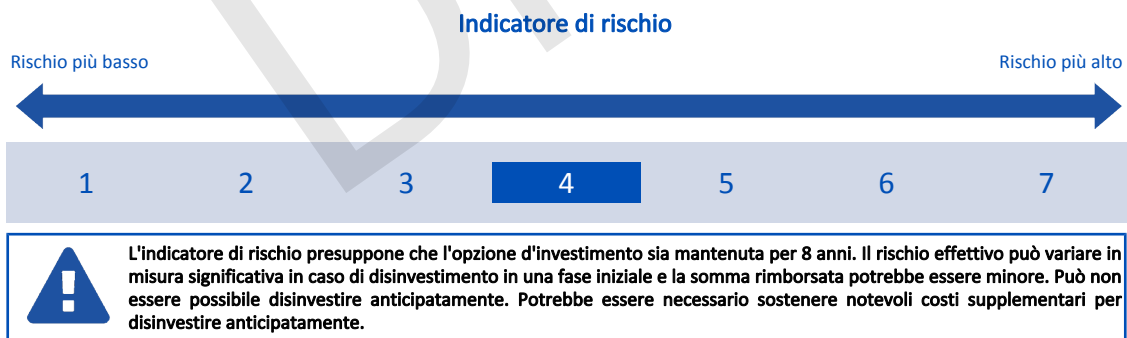 Indicatore di rischio
Rischio più basso
Rischio più alto
1 2 3 4 5 6 7
L'indicatore di rischio presuppone che l'opzione d'investimento sia mantenuta per 8 anni. Il rischio effettivo può variare in
misura significativa in caso di disinvestimento in una fase iniziale e la somma rimborsata potrebbe essere minore. Può non
essere possibile disinvestire anticipatamente. Potrebbe essere necessario sostenere notevoli costi supplementari per
disinvestire anticipatamente.